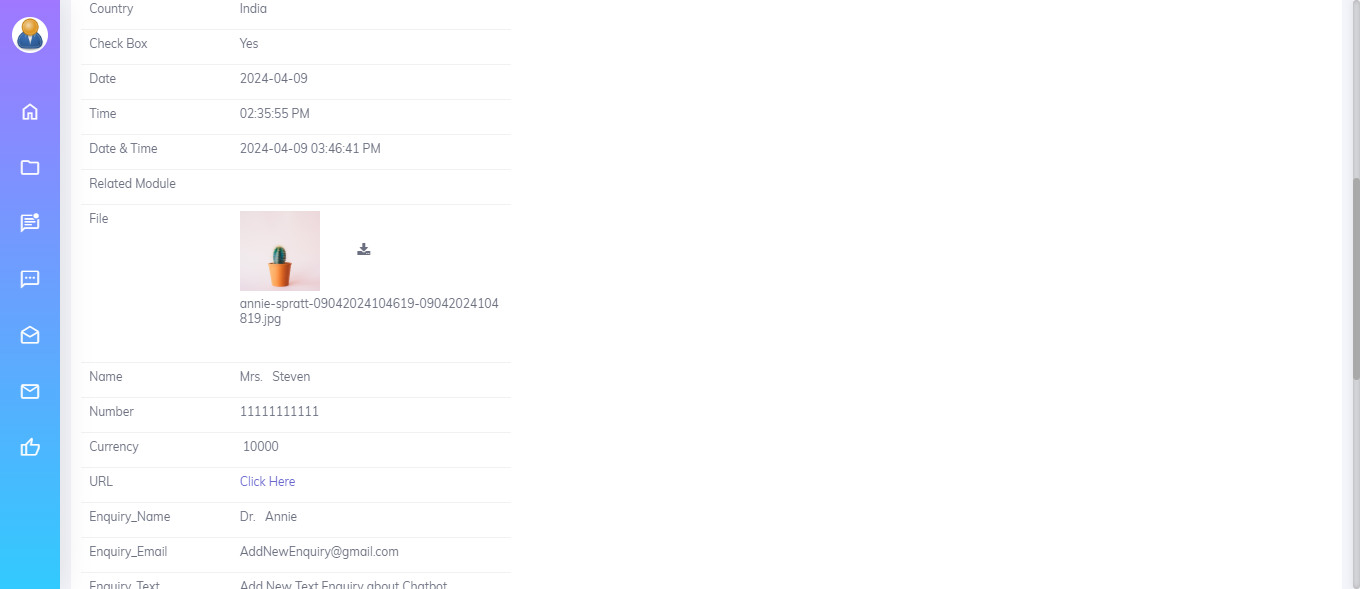 Country India
Check Box Yes
Date 2024-04-09
Time 02:35:55 PM
Date & Time 2024-04-09 03:46:41 PM
Related Module
File
annie-spratt-09042024104619-09042024104
819.jpg
Name Mrs. Steven
Number 11111111111
Currency 10000
URL Click Here
Enquiry_Name Dr. Annie
Enquiry_Email AddNewEnquiry@gmail.com
Enquiry_Text Add New Text Enquiry about Chatbot